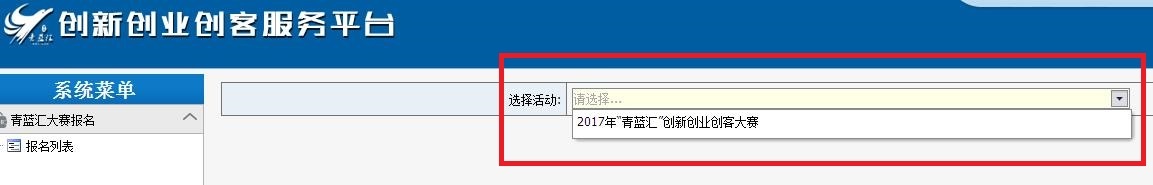 青蓝汇
创新创业创客服务平台
系统菜单
青蓝汇大赛报名
报名列表
选择活动:
请选择...
2017年"青蓝汇"创新创业创客大赛